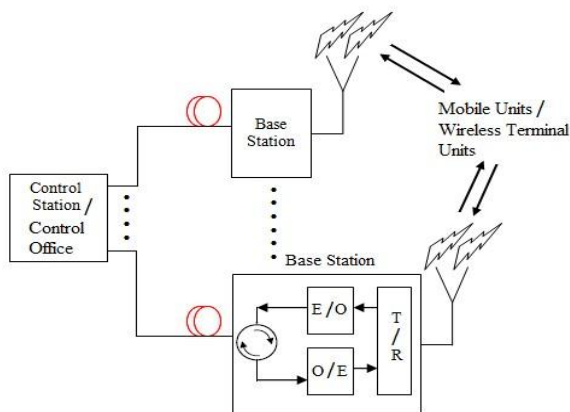 Base
Station
Mobile Units /
Wireless Terminal
Units
Control
Station /
Control
Office
Base Station
E/O
O/E
T
/
R